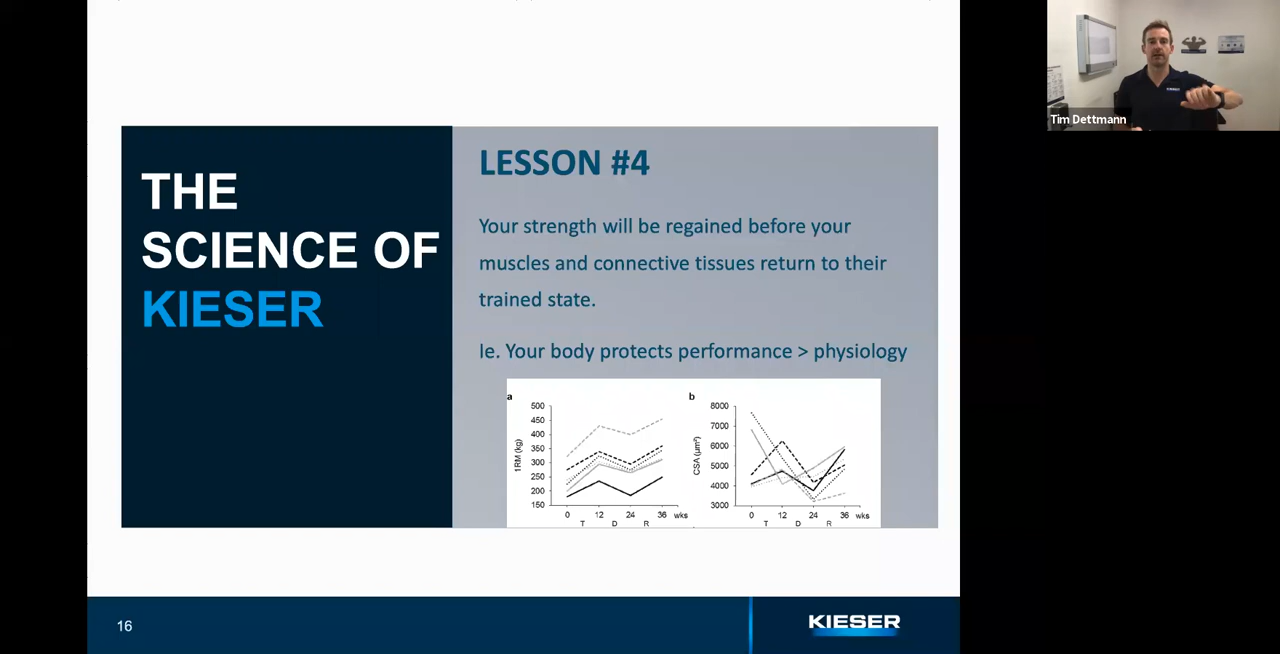 Tim Dettmann
THE
SCIENCE OF
KIESER
LESSON #4
Your strength will be regained before your
muscles and connective tissues return to their
trained state.
Ie. Your body protects performance > physiology
a
500
450
400
350
300
250
200
150
1RM (kg)
0 12 24 36 wks
T D R
b
8000
7000
6000
5000
4000
3000
CSA (µm²)
0 12 24 36 wks
T D R
16
KIESER